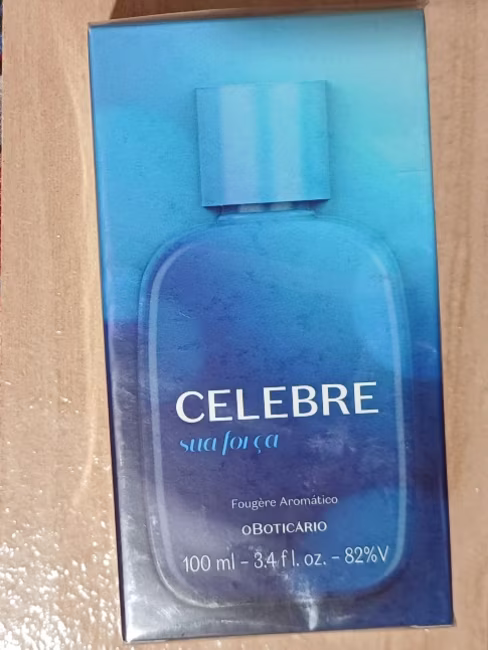 CELEBRE
sua força
Fougère Aromático
oBOTICÁRIO
100 ml - 3.4 fl. oz. - 82%V